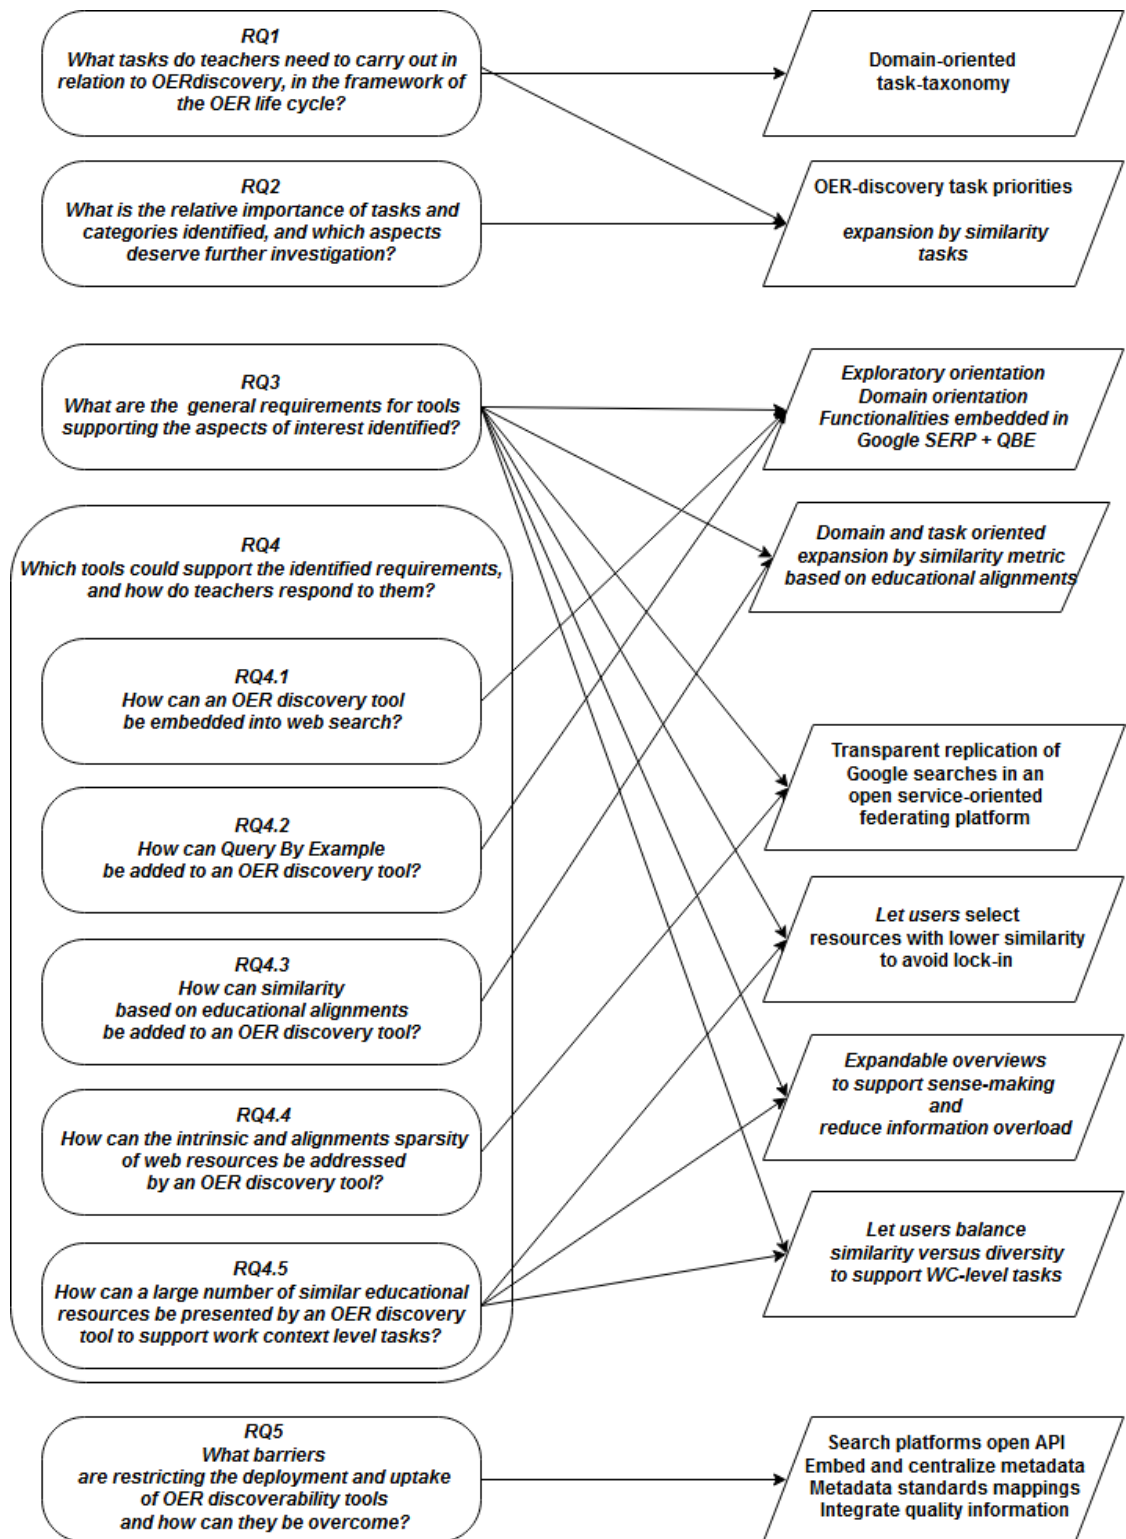 RQ1
What tasks do teachers need to carry out in
relation to OERdiscovery, in the framework of
the OER life cycle?
Domain-oriented
task-taxonomy
RQ2
What is the relative importance of tasks and
categories identified, and which aspects
deserve further investigation?
OER-discovery task priorities
expansion by similarity
tasks
RQ3
What are the general requirements for tools
supporting the aspects of interest identified?
Exploratory orientation
Domain orientation
Functionalities embedded in
Google SERP + QBE
RQ4
Which tools could support the identified requirements,
and how do teachers respond to them?
Domain and task oriented
expansion by similarity metric
based on educational alignments
RQ4.1
How can an OER discovery tool
be embedded into web search?
Transparent replication of
Google searches in an
open service-oriented
federating platform
RQ4.2
How can Query By Example
be added to an OER discovery tool?
Let users select
resources with lower similarity
to avoid lock-in
RQ4.3
How can similarity
based on educational alignments
be added to an OER discovery tool?
Expandable overviews
to support sense-making
and
reduce information overload
RQ4.4
How can the intrinsic and alignments sparsity
of web resources be addressed
by an OER discovery tool?
Let users balance
similarity versus diversity
to support WC-level tasks
RQ4.5
How can a large number of similar educational
resources be presented by an OER discovery
tool to support work context level tasks?
RQ5
What barriers
are restricting the deployment and uptake
of OER discoverability tools
and how can they be overcome?
Search platforms open API
Embed and centralize metadata
Metadata standards mappings
Integrate quality information